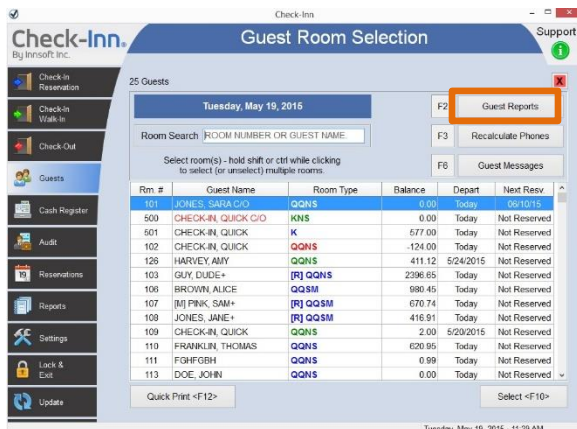 Check-Inn
Check-Inn®
By Innsoft Inc.
Guest Room Selection
Support
Check-In Reservation
Check-In Walk-In
Check-Out
Guests
Cash Register
Audit
Reservations
Reports
Settings
Lock & Exit
Update
25 Guests
X
Tuesday, May 19, 2015
F2 Guest Reports
Room Search ROOM NUMBER OR GUEST NAME.
F3 Recalculate Phones
Select room(s) - hold shift or ctrl while clicking
to select (or unselect) multiple rooms.
F6 Guest Messages
Rm. # Guest Name Room Type Balance Depart Next Resv.
101 JONES, SARA C/O QQNS 0.00 Today 06/10/15
500 CHECK-IN, QUICK C/O KNS 0.00 Today Not Reserved
501 CHECK-IN, QUICK K 577.00 Today Not Reserved
102 CHECK-IN, QUICK QQNS -124.00 Today Not Reserved
126 HARVEY, AMY QQNS 411.12 5/24/2015 Not Reserved
103 GUY, DUDE+ [R] QQNS 2396.65 Today Not Reserved
106 BROWN, ALICE QQSM 980.45 Today Not Reserved
107 [M] PINK, SAM+ [R] QQSM 670.74 Today Not Reserved
108 JONES, JANE+ [R] QQSM 416.91 Today Not Reserved
109 CHECK-IN, QUICK QQNS 2.00 5/20/2015 Not Reserved
110 FRANKLIN, THOMAS QQNS 620.95 Today Not Reserved
111 FGHFGBH QQNS 0.99 Today Not Reserved
113 DOE, JOHN QQNS 0.00 Today Not Reserved
Quick Print <F12>
Select <F10>
Tuesday, May 19, 2015 - 11:29 AM